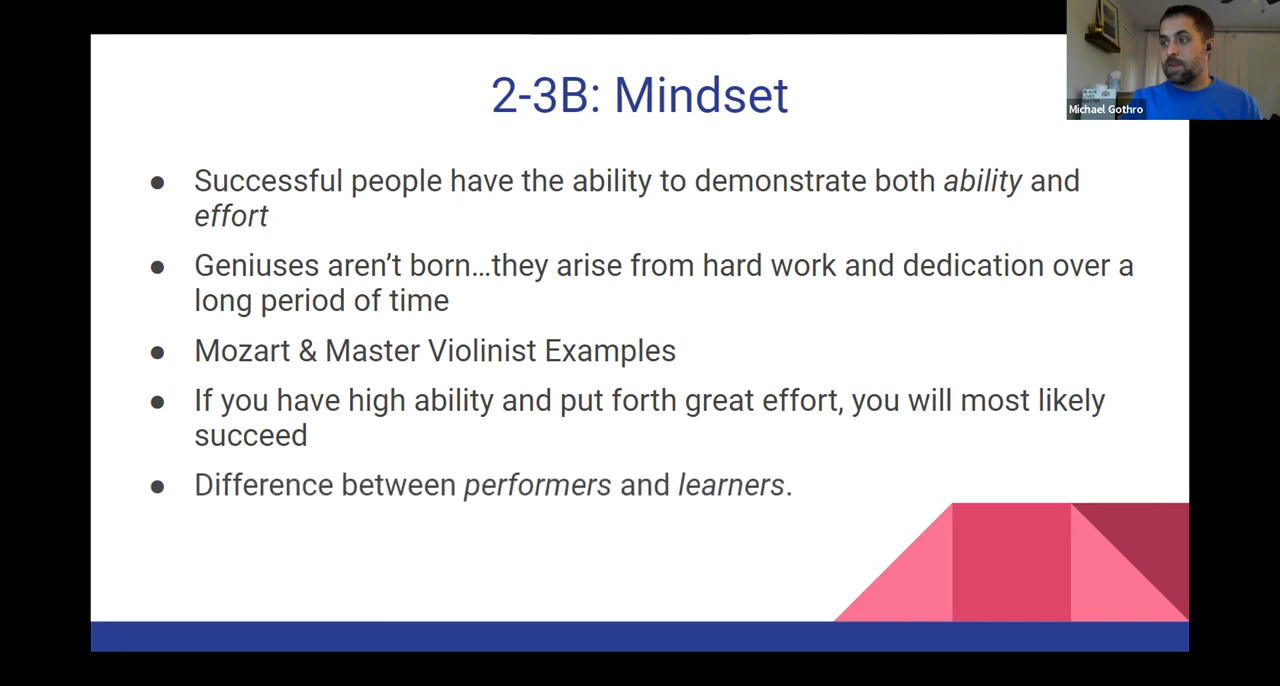 2-3B: Mindset
Michael Gothro
● Successful people have the ability to demonstrate both ability and
effort
● Geniuses aren’t born…they arise from hard work and dedication over a
long period of time
● Mozart & Master Violinist Examples
● If you have high ability and put forth great effort, you will most likely
succeed
● Difference between performers and learners.